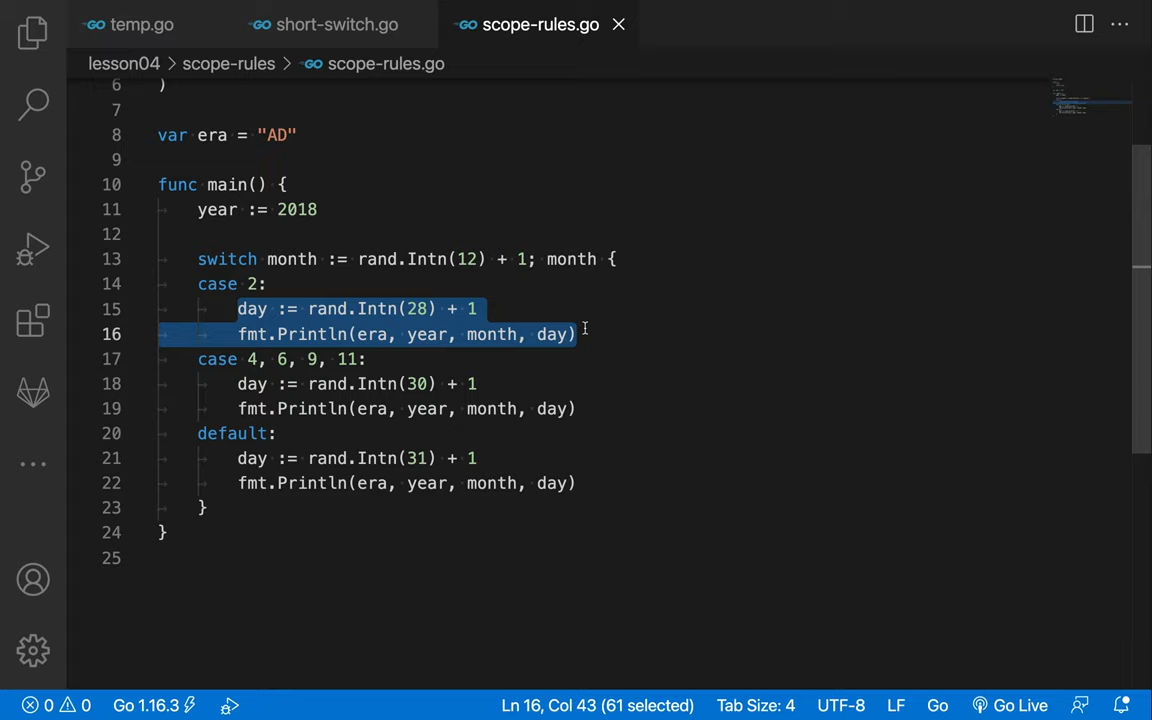 temp.go short-switch.go scope-rules.go
lesson04 > scope-rules > scope-rules.go
6 )
7
8 var era = "AD"
9
10 func main() {
11 year := 2018
12
13 switch month := rand.Intn(12) + 1; month {
14 case 2:
15 day := rand.Intn(28) + 1
16 fmt.Println(era, year, month, day)
17 case 4, 6, 9, 11:
18 day := rand.Intn(30) + 1
19 fmt.Println(era, year, month, day)
20 default:
21 day := rand.Intn(31) + 1
22 fmt.Println(era, year, month, day)
23 }
24 }
25
0 0 Go 1.16.3 Ln 16, Col 43 (61 selected) Tab Size: 4 UTF-8 LF Go Go Live